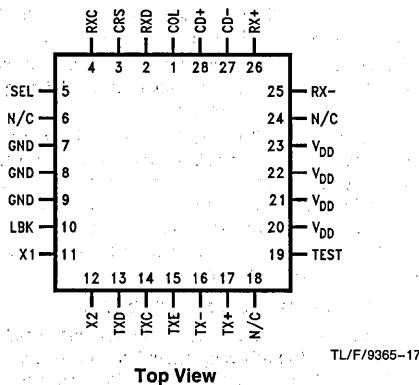 RXC CRS RXD COL CD+ CD- RX+
4 3 2 1 28 27 26
SEL 5 25 RX-
N/C 6 24 N/C
GND 7 23 VDD
GND 8 22 VDD
GND 9 21 VDD
LBK 10 20 VDD
X1 11 19 TEST
12 13 14 15 16 17 18
X2 TXD TXC TXE TX- TX+ N/C
TL/F/9365-17
Top View